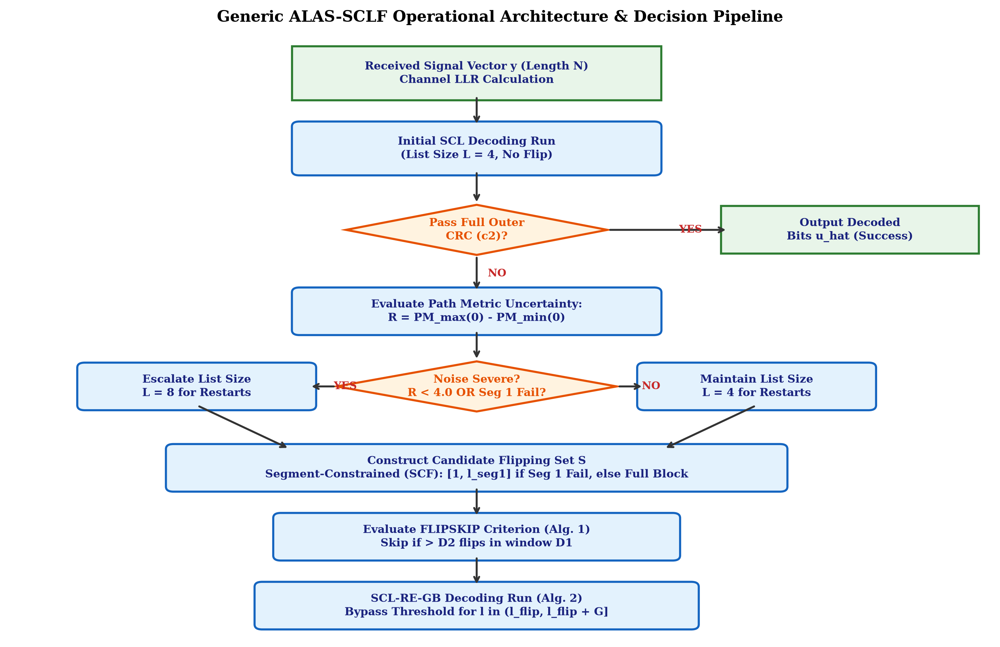 Generic ALAS-SCLF Operational Architecture & Decision Pipeline
Received Signal Vector y (Length N)
Channel LLR Calculation
Initial SCL Decoding Run
(List Size L = 4, No Flip)
Pass Full Outer
CRC (c2)?
YES
Output Decoded
Bits u_hat (Success)
NO
Evaluate Path Metric Uncertainty:
R = PM_max(0) - PM_min(0)
Escalate List Size
L = 8 for Restarts
YES
Noise Severe?
R < 4.0 OR Seg 1 Fail?
NO
Maintain List Size
L = 4 for Restarts
Construct Candidate Flipping Set S
Segment-Constrained (SCF): [1, l_seg1] if Seg 1 Fail, else Full Block
Evaluate FLIPSKIP Criterion (Alg. 1)
Skip if > D2 flips in window D1
SCL-RE-GB Decoding Run (Alg. 2)
Bypass Threshold for l in (l_flip, l_flip + G]